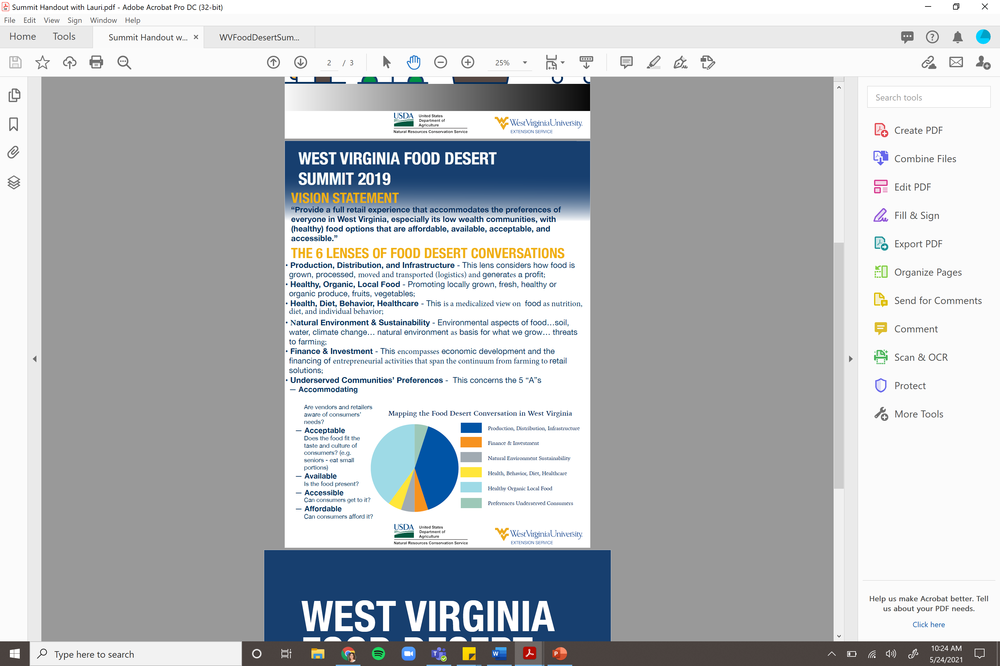 Summit Handout with Lauri.pdf - Adobe Acrobat Pro DC (32-bit)
File Edit View Sign Window Help
Home Tools Summit Handout w... × WVFoodDesertSum...
2 / 3 25%
Search tools
Create PDF
Combine Files
Edit PDF
Fill & Sign
Export PDF
Organize Pages
Send for Comments
Comment
Scan & OCR
Protect
More Tools
Help us make Acrobat better. Tell
us about your PDF needs.
Click here
USDA
United States
Department of
Agriculture
Natural Resources Conservation Service
WestVirginiaUniversity.
EXTENSION SERVICE
WEST VIRGINIA FOOD DESERT
SUMMIT 2019
VISION STATEMENT
“Provide a full retail experience that accommodates the preferences of
everyone in West Virginia, especially its low wealth communities, with
(healthy) food options that are affordable, available, acceptable, and
accessible.”
THE 6 LENSES OF FOOD DESERT CONVERSATIONS
• Production, Distribution, and Infrastructure - This lens considers how food is
grown, processed, moved and transported (logistics) and generates a profit;
• Healthy, Organic, Local Food - Promoting locally grown, fresh, healthy or
organic produce, fruits, vegetables;
• Health, Diet, Behavior, Healthcare - This is a medicalized view on food as nutrition,
diet, and individual behavior;
• Natural Environment & Sustainability - Environmental aspects of food…soil,
water, climate change… natural environment as basis for what we grow… threats
to farming;
• Finance & Investment - This encompasses economic development and the
financing of entrepreneurial activities that span the continuum from farming to retail
solutions;
• Underserved Communities’ Preferences - This concerns the 5 “A”s
— Accommodating
Are vendors and retailers
aware of consumers’
needs?
— Acceptable
Does the food fit the
taste and culture of
consumers? (e.g.
seniors - eat small
portions)
— Available
Is the food present?
— Accessible
Can consumers get to it?
— Affordable
Can consumers afford it?
Mapping the Food Desert Conversation in West Virginia
Production, Distribution, Infrastructure
Finance & Investment
Natural Environment Sustainability
Health, Behavior, Diet, Healthcare
Healthy Organic Local Food
Preferences Underserved Consumers
USDA
United States
Department of
Agriculture
Natural Resources Conservation Service
WestVirginiaUniversity.
EXTENSION SERVICE
WEST VIRGINIA
FOOD DESERT
Type here to search
10:24 AM
5/24/2021